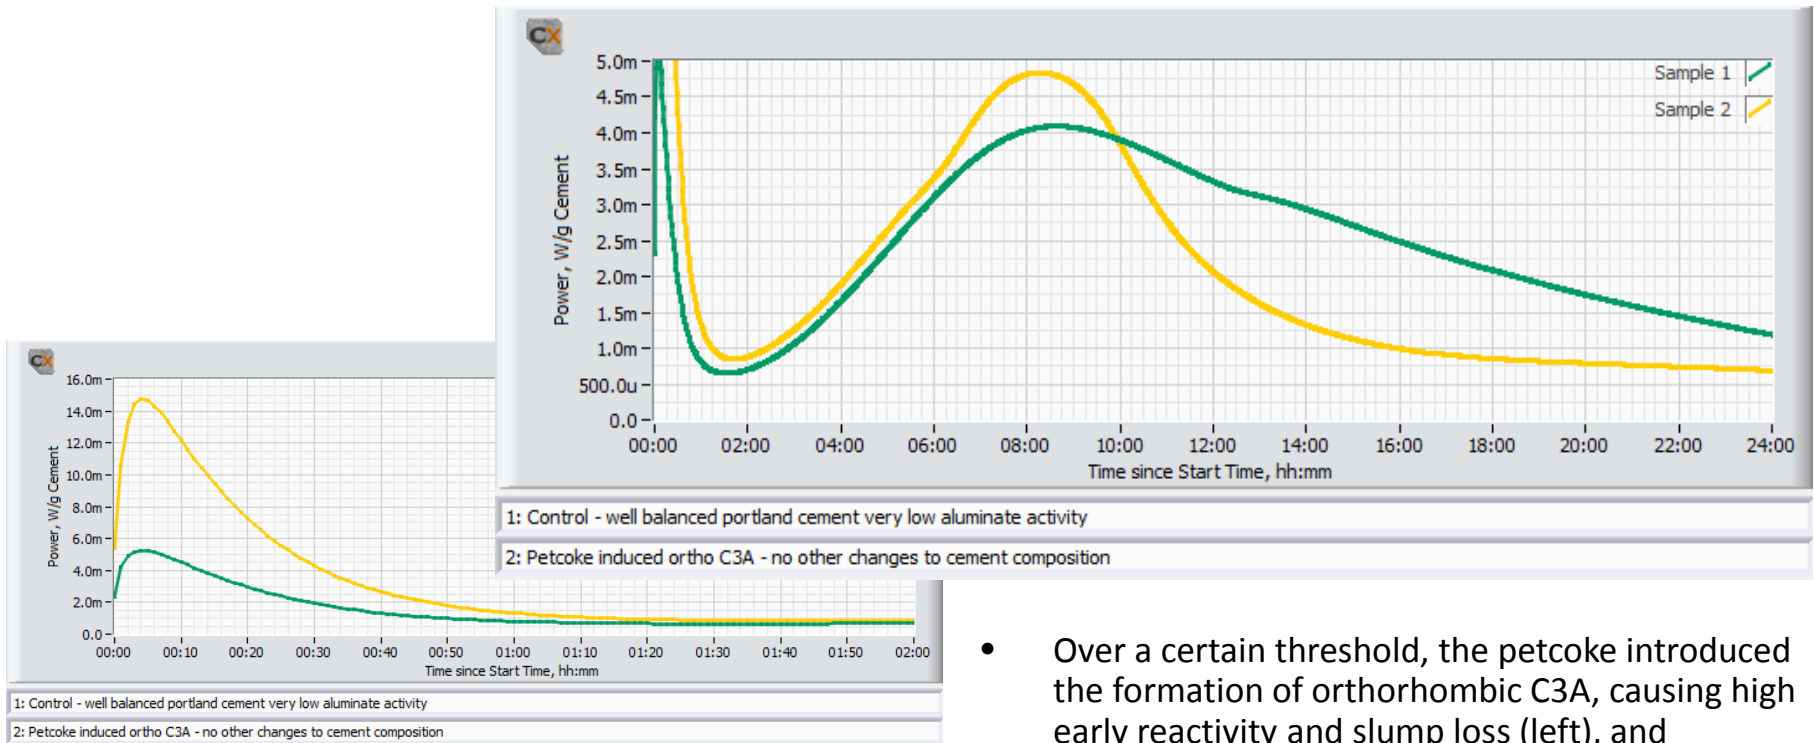 CX
5.0m
4.5m
4.0m
3.5m
3.0m
2.5m
2.0m
1.5m
1.0m
500.0u
0.0
Power, W/g Cement
Sample 1
Sample 2
00:00 02:00 04:00 06:00 08:00 10:00 12:00 14:00 16:00 18:00 20:00 22:00 24:00
Time since Start Time, hh:mm
1: Control - well balanced portland cement very low aluminate activity
2: Petcoke induced ortho C3A - no other changes to cement composition
CX
16.0m
14.0m
12.0m
10.0m
8.0m
6.0m
4.0m
2.0m
0.0
Power, W/g Cement
00:00 00:10 00:20 00:30 00:40 00:50 01:00 01:10 01:20 01:30 01:40 01:50 02:00
Time since Start Time, hh:mm
1: Control - well balanced portland cement very low aluminate activity
2: Petcoke induced ortho C3A - no other changes to cement composition
• Over a certain threshold, the petcoke introduced
the formation of orthorhombic C3A, causing high
early reactivity and slump loss (left), and